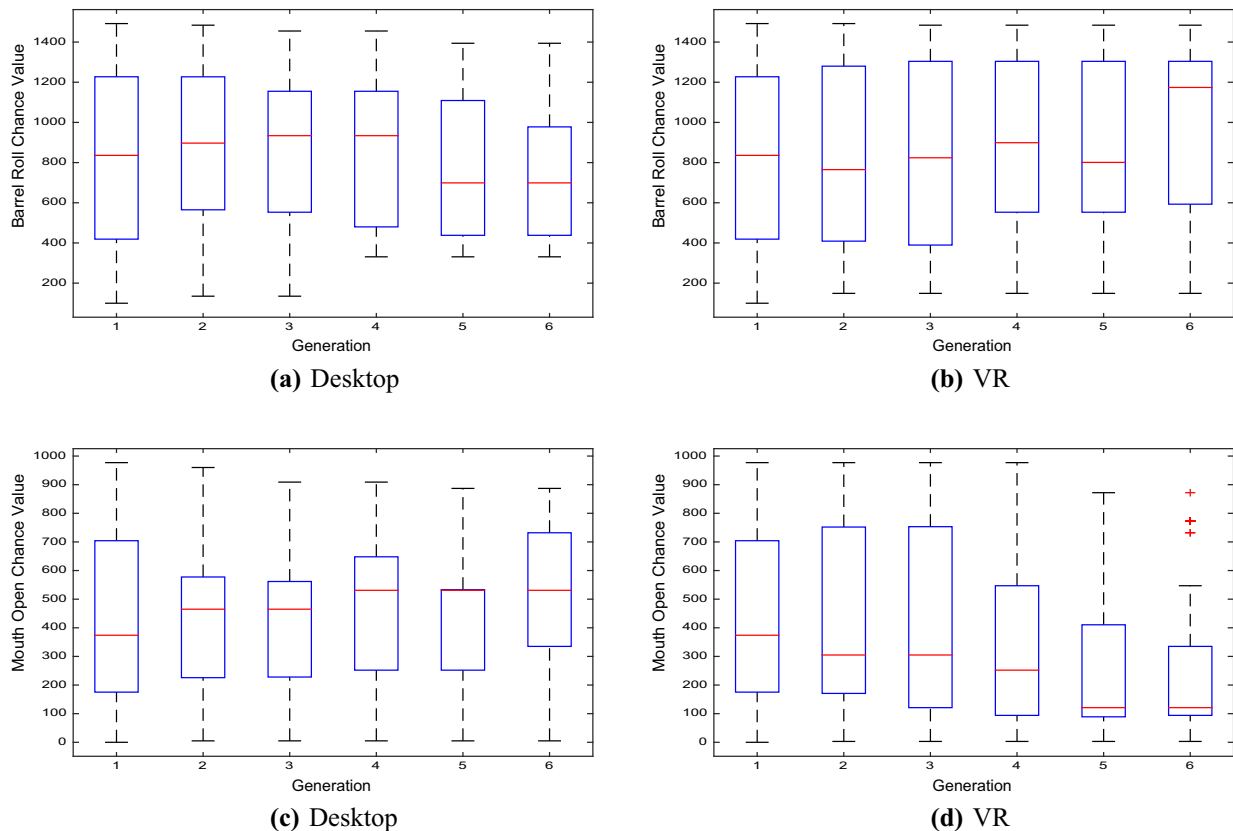 Barrel Roll Chance Value
1400
1200
1000
800
600
400
200
1 2 3 4 5 6
Generation
(a) Desktop
Barrel Roll Chance Value
1400
1200
1000
800
600
400
200
1 2 3 4 5 6
Generation
(b) VR
Mouth Open Chance Value
1000
900
800
700
600
500
400
300
200
100
0
1 2 3 4 5 6
Generation
(c) Desktop
Mouth Open Chance Value
1000
900
800
700
600
500
400
300
200
100
0
1 2 3 4 5 6
Generation
(d) VR